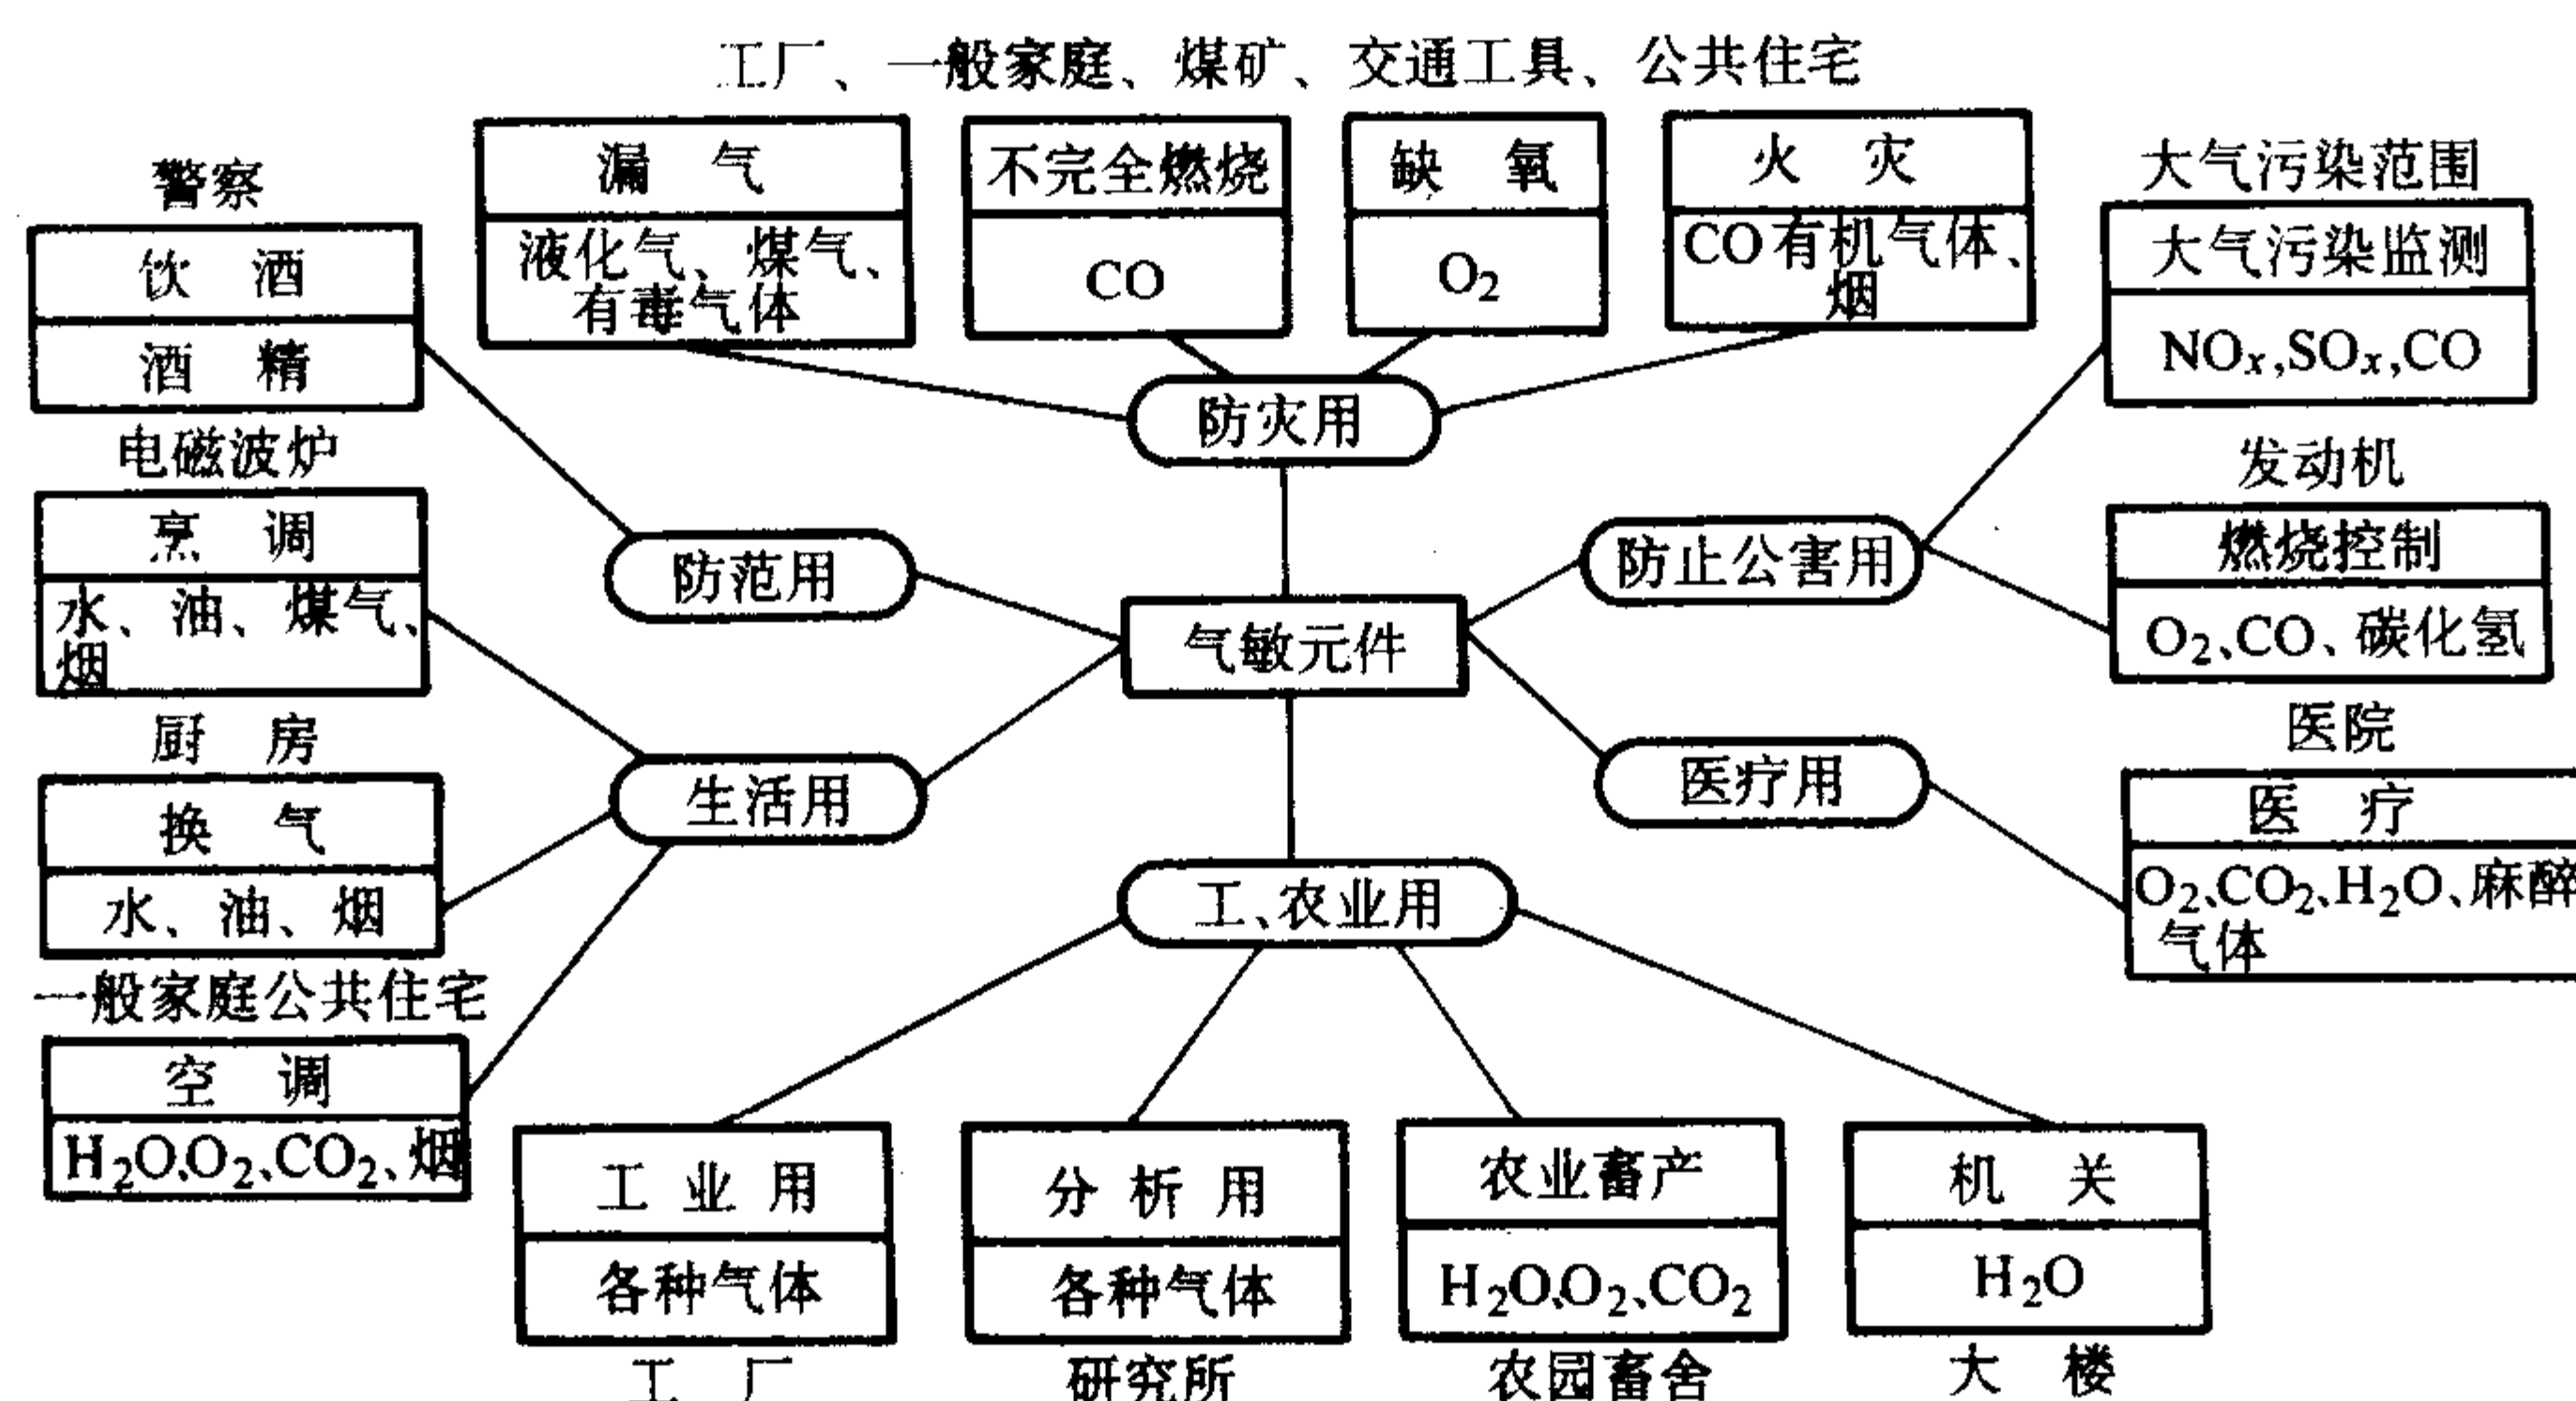 工厂、一般家庭、煤矿、交通工具、公共住宅
漏 气
液化气、煤气、
有毒气体
不完全燃烧
CO
缺 氧
O₂
火 灾
CO有机气体、
烟
警察
饮 酒
酒 精
大气污染范围
大气污染监测
NOₓ,SOₓ,CO
防灾用
电磁波炉
烹 调
水、油、煤气、
烟
发动机
燃烧控制
O₂、CO、碳化氢
防范用
防止公害用
气敏元件
厨 房
换 气
水、油、烟
生活用
医疗用
医院
医 疗
O₂、CO₂、H₂O、麻醉
气体
工、农业用
一般家庭公共住宅
空 调
H₂O、O₂、CO₂、烟
工 业 用
各种气体
工 厂
分 析 用
各种气体
研究所
农业畜产
H₂O、O₂、CO₂
农园畜舍
机 关
H₂O
大 楼